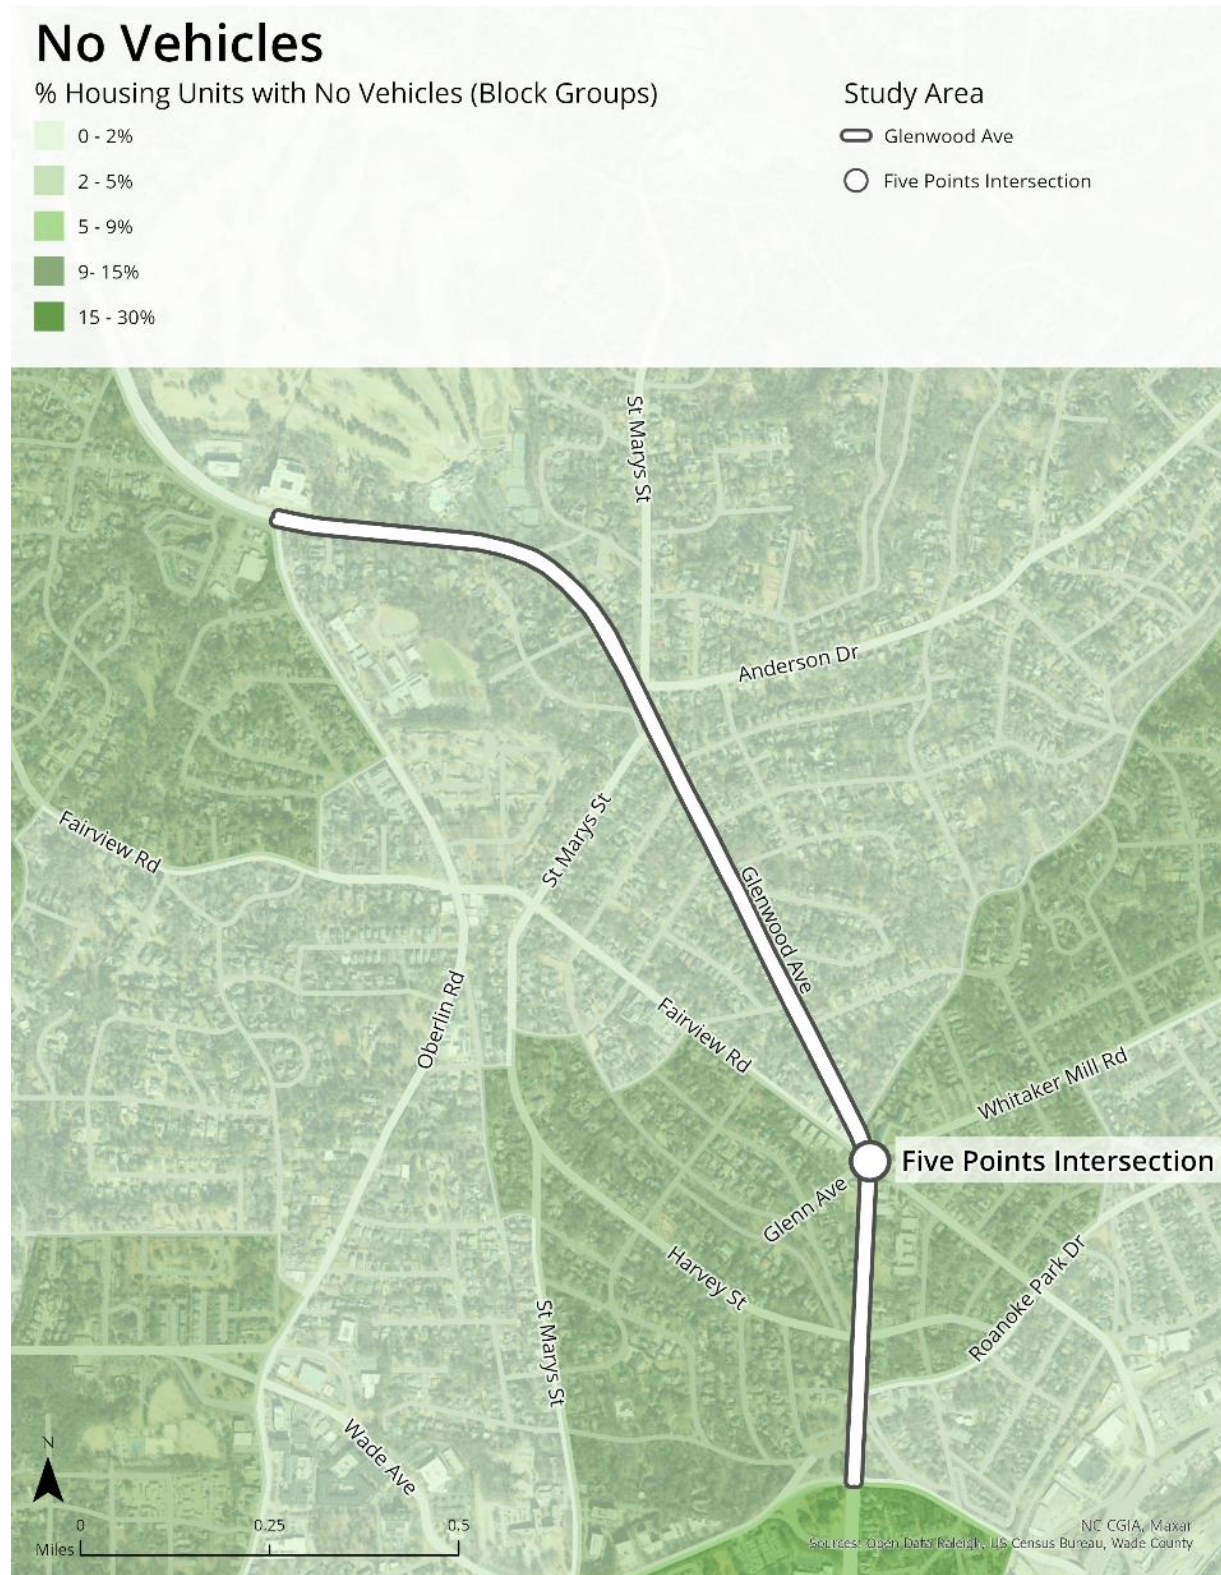 No Vehicles
% Housing Units with No Vehicles (Block Groups)
0 - 2%
2 - 5%
5 - 9%
9- 15%
15 - 30%
Study Area
Glenwood Ave
Five Points Intersection
St Marys St
Anderson Dr
Fairview Rd
St Marys St
Glenwood Ave
Oberlin Rd
Fairview Rd
Whitaker Mill Rd
Five Points Intersection
Glenn Ave
Harvey St
Roanoke Park Dr
St Marys St
Wade Ave
N
0 0.25 0.5
Miles
NC CGIA, Maxar
Sources: Open Data Raleigh, US Census Bureau, Wade County